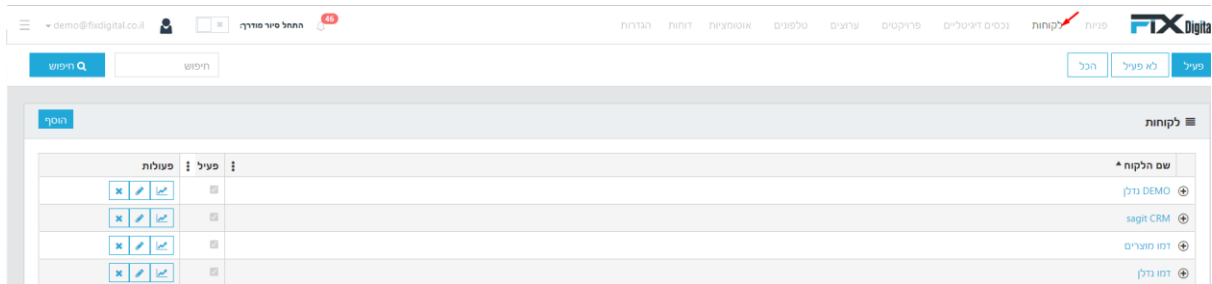 FIX Digita פניות לקוחות נכסים דיגיטליים פרויקטים ערוצים טלפונים אוטומציות דוחות הגדרות 46 התחל סיור מודרך: demo@fixdigital.co.il
פעיל לא פעיל הכל חיפוש חיפוש
לקוחות הוסף
שם הלקוח פעיל פעולות
DEMO נדלן
sagit CRM
דמו מוצרים
דמו נדלן